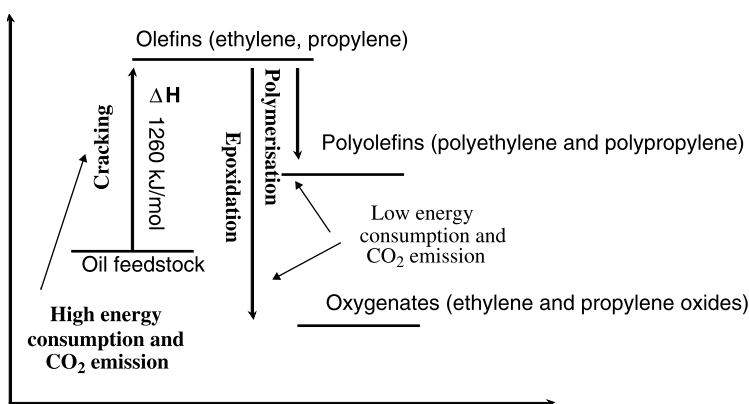 Olefins (ethylene, propylene)
ΔH
1260 kJ/mol
Cracking
Polymerisation
Epoxidation
Polyolefins (polyethylene and polypropylene)
Low energy
consumption and
CO₂ emission
Oil feedstock
Oxygenates (ethylene and propylene oxides)
High energy
consumption and
CO₂ emission